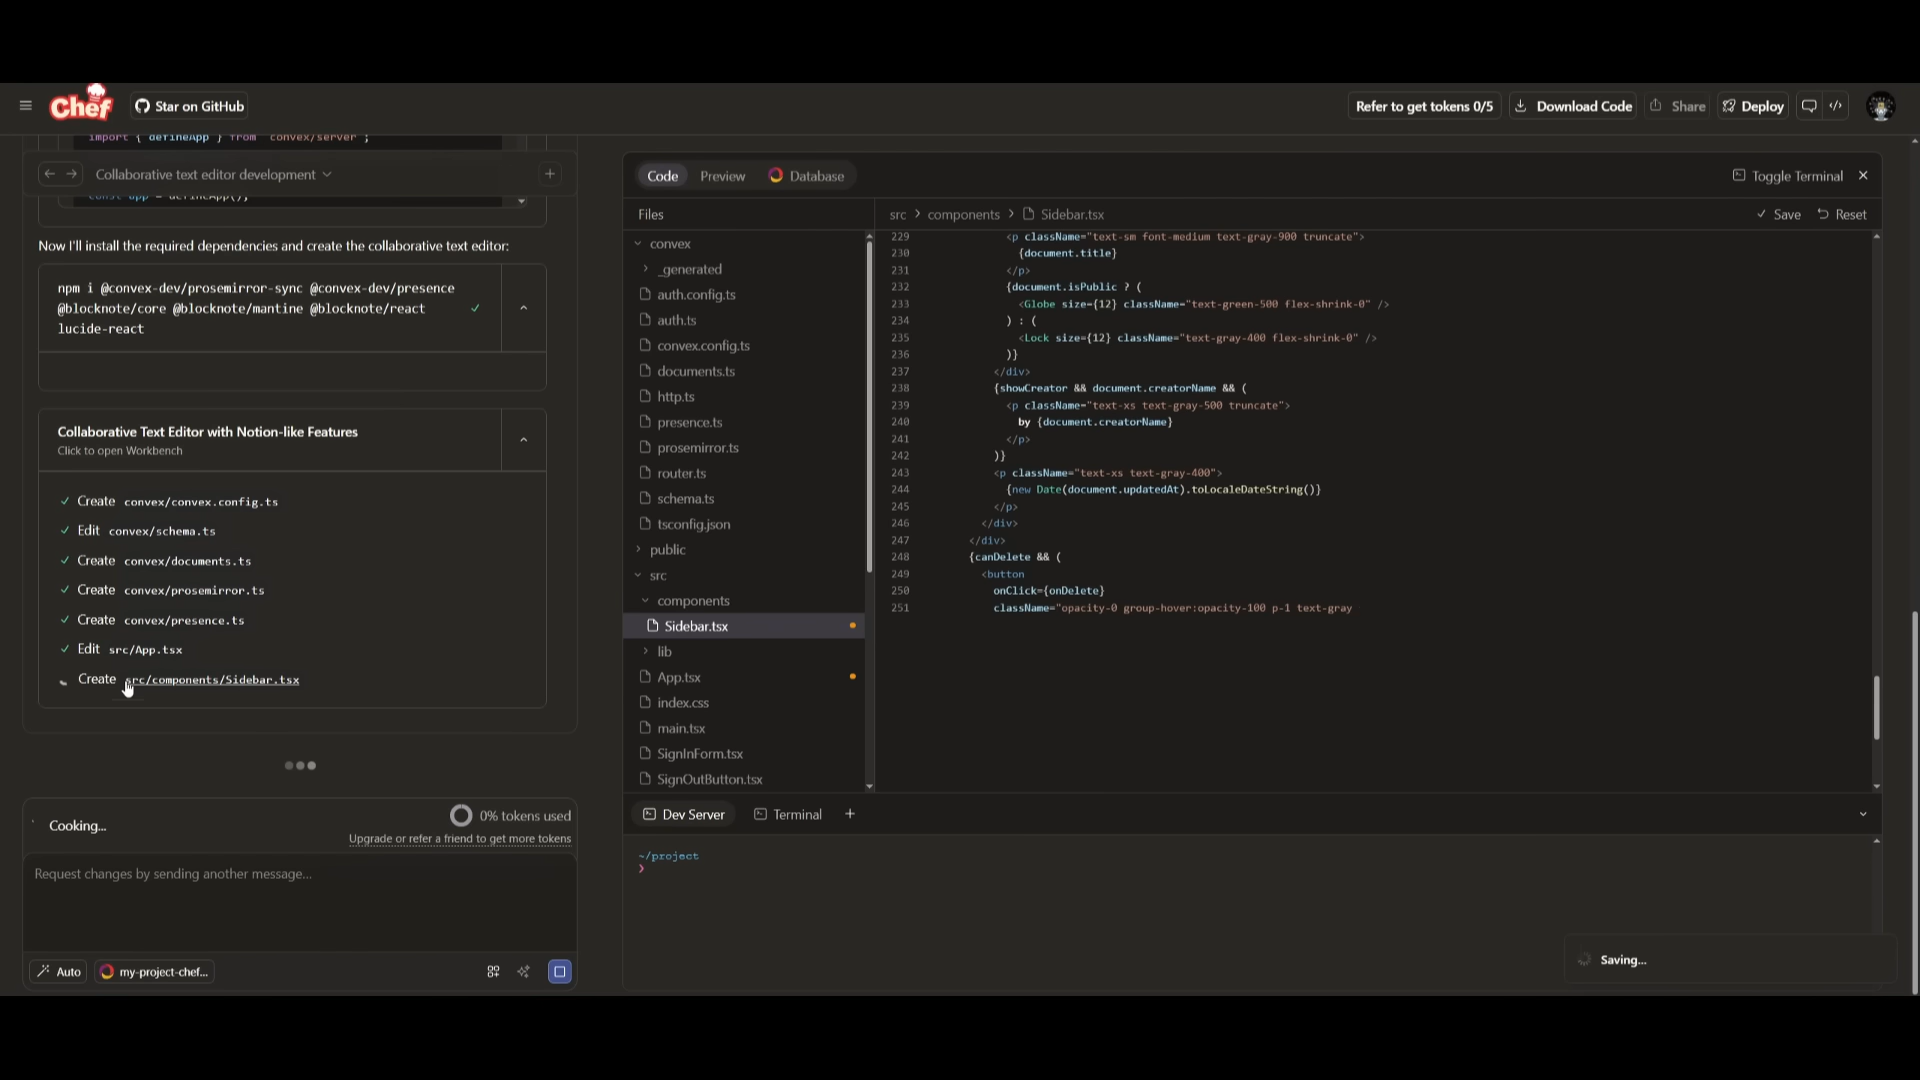 Chef
Star on GitHub
Refer to get tokens 0/5
Download Code
Share
Deploy
import { defineApp } from "convex/server";
Collaborative text editor development
const app = defineApp();
Now I'll install the required dependencies and create the collaborative text editor:
npm i @convex-dev/prosemirror-sync @convex-dev/presence
@blocknote/core @blocknote/mantine @blocknote/react
lucide-react
Collaborative Text Editor with Notion-like Features
Click to open Workbench
Create convex/convex.config.ts
Edit convex/schema.ts
Create convex/documents.ts
Create convex/prosemirror.ts
Create convex/presence.ts
Edit src/App.tsx
Create src/components/Sidebar.tsx
Cooking...
0% tokens used
Upgrade or refer a friend to get more tokens
Request changes by sending another message...
Auto
my-project-chef...
Code
Preview
Database
Toggle Terminal
Files
convex
_generated
auth.config.ts
auth.ts
convex.config.ts
documents.ts
http.ts
presence.ts
prosemirror.ts
router.ts
schema.ts
tsconfig.json
public
src
components
Sidebar.tsx
lib
App.tsx
index.css
main.tsx
SignInForm.tsx
SignOutButton.tsx
src > components > Sidebar.tsx
Save
Reset
229 <p className="text-sm font-medium text-gray-900 truncate">
230 {document.title}
231 </p>
232 {document.isPublic ? (
233 <Globe size={12} className="text-green-500 flex-shrink-0" />
234 ) : (
235 <Lock size={12} className="text-gray-400 flex-shrink-0" />
236 )}
237 </div>
238 {showCreator && document.creatorName && (
239 <p className="text-xs text-gray-500 truncate">
240 by {document.creatorName}
241 </p>
242 )}
243 <p className="text-xs text-gray-400">
244 {new Date(document.updatedAt).toLocaleDateString()}
245 </p>
246 </div>
247 </div>
248 {canDelete && (
249 <button
250 onClick={onDelete}
251 className="opacity-0 group-hover:opacity-100 p-1 text-gray
Dev Server
Terminal
~/project
❯
Saving...